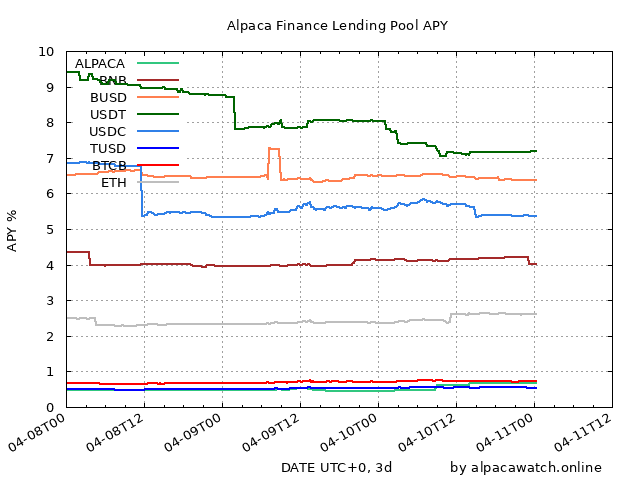 Alpaca Finance Lending Pool APY
10
9
8
7
6
5
4
3
2
1
0
APY %
ALPACA
BNB
BUSD
USDT
USDC
TUSD
BTCB
ETH
04-08T00
04-08T12
04-09T00
04-09T12
04-10T00
04-10T12
04-11T00
04-11T12
DATE UTC+0, 3d
by alpacawatch.online